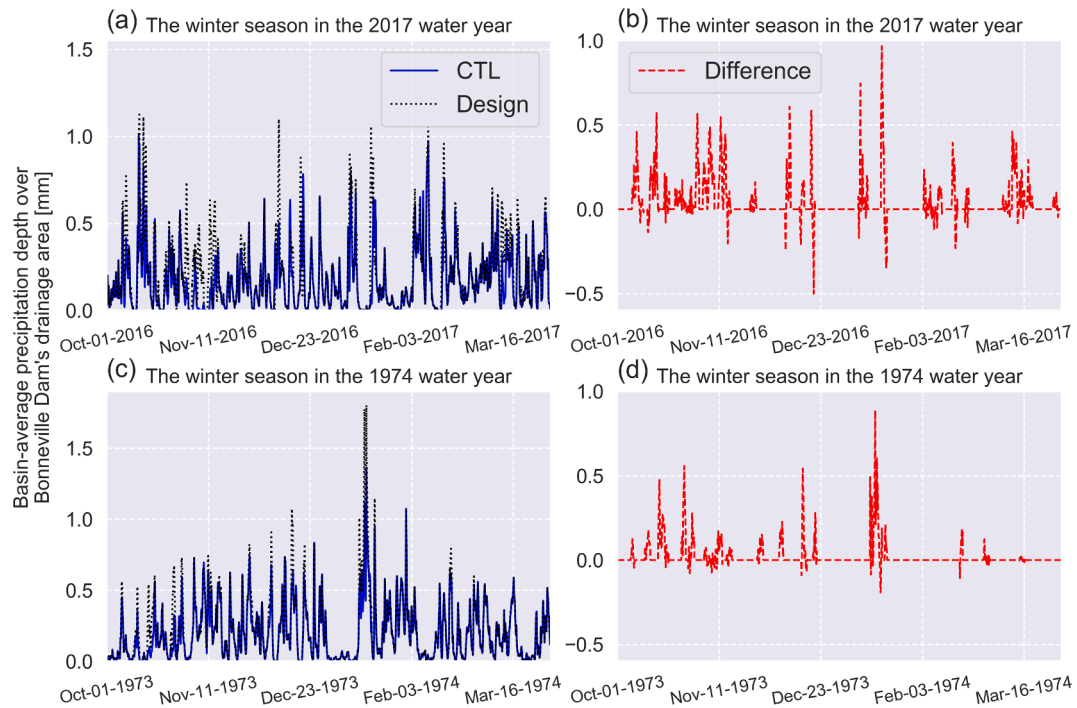 (a) The winter season in the 2017 water year
(b) The winter season in the 2017 water year
Basin-average precipitation depth over
Bonneville Dam's drainage area [mm]
1.5
1.0
0.5
0.0
CTL
Design
Oct-01-2016
Nov-11-2016
Dec-23-2016
Feb-03-2017
Mar-16-2017
1.0
0.5
0.0
−0.5
Difference
Oct-01-2016
Nov-11-2016
Dec-23-2016
Feb-03-2017
Mar-16-2017
(c) The winter season in the 1974 water year
(d) The winter season in the 1974 water year
1.5
1.0
0.5
0.0
Oct-01-1973
Nov-11-1973
Dec-23-1973
Feb-03-1974
Mar-16-1974
1.0
0.5
0.0
−0.5
Oct-01-1973
Nov-11-1973
Dec-23-1973
Feb-03-1974
Mar-16-1974